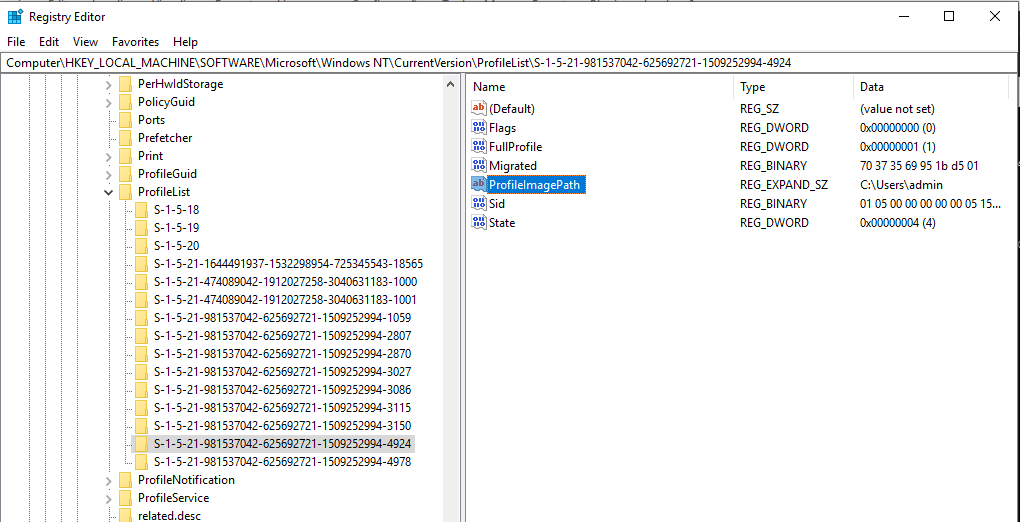 Registry Editor
File Edit View Favorites Help
Computer\HKEY_LOCAL_MACHINE\SOFTWARE\Microsoft\Windows NT\CurrentVersion\ProfileList\S-1-5-21-981537042-625692721-1509252994-4924
PerHwIdStorage
PolicyGuid
Ports
Prefetcher
Print
ProfileGuid
ProfileList
S-1-5-18
S-1-5-19
S-1-5-20
S-1-5-21-1644491937-1532298954-725345543-18565
S-1-5-21-474089042-1912027258-3040631183-1000
S-1-5-21-474089042-1912027258-3040631183-1001
S-1-5-21-981537042-625692721-1509252994-1059
S-1-5-21-981537042-625692721-1509252994-2807
S-1-5-21-981537042-625692721-1509252994-2870
S-1-5-21-981537042-625692721-1509252994-3027
S-1-5-21-981537042-625692721-1509252994-3086
S-1-5-21-981537042-625692721-1509252994-3115
S-1-5-21-981537042-625692721-1509252994-3150
S-1-5-21-981537042-625692721-1509252994-4924
S-1-5-21-981537042-625692721-1509252994-4978
ProfileNotification
ProfileService
related.desc
Name Type Data
(Default) REG_SZ (value not set)
Flags REG_DWORD 0x00000000 (0)
FullProfile REG_DWORD 0x00000001 (1)
Migrated REG_BINARY 70 37 35 69 95 1b d5 01
ProfileImagePath REG_EXPAND_SZ C:\Users\admin
Sid REG_BINARY 01 05 00 00 00 00 00 05 15...
State REG_DWORD 0x00000004 (4)